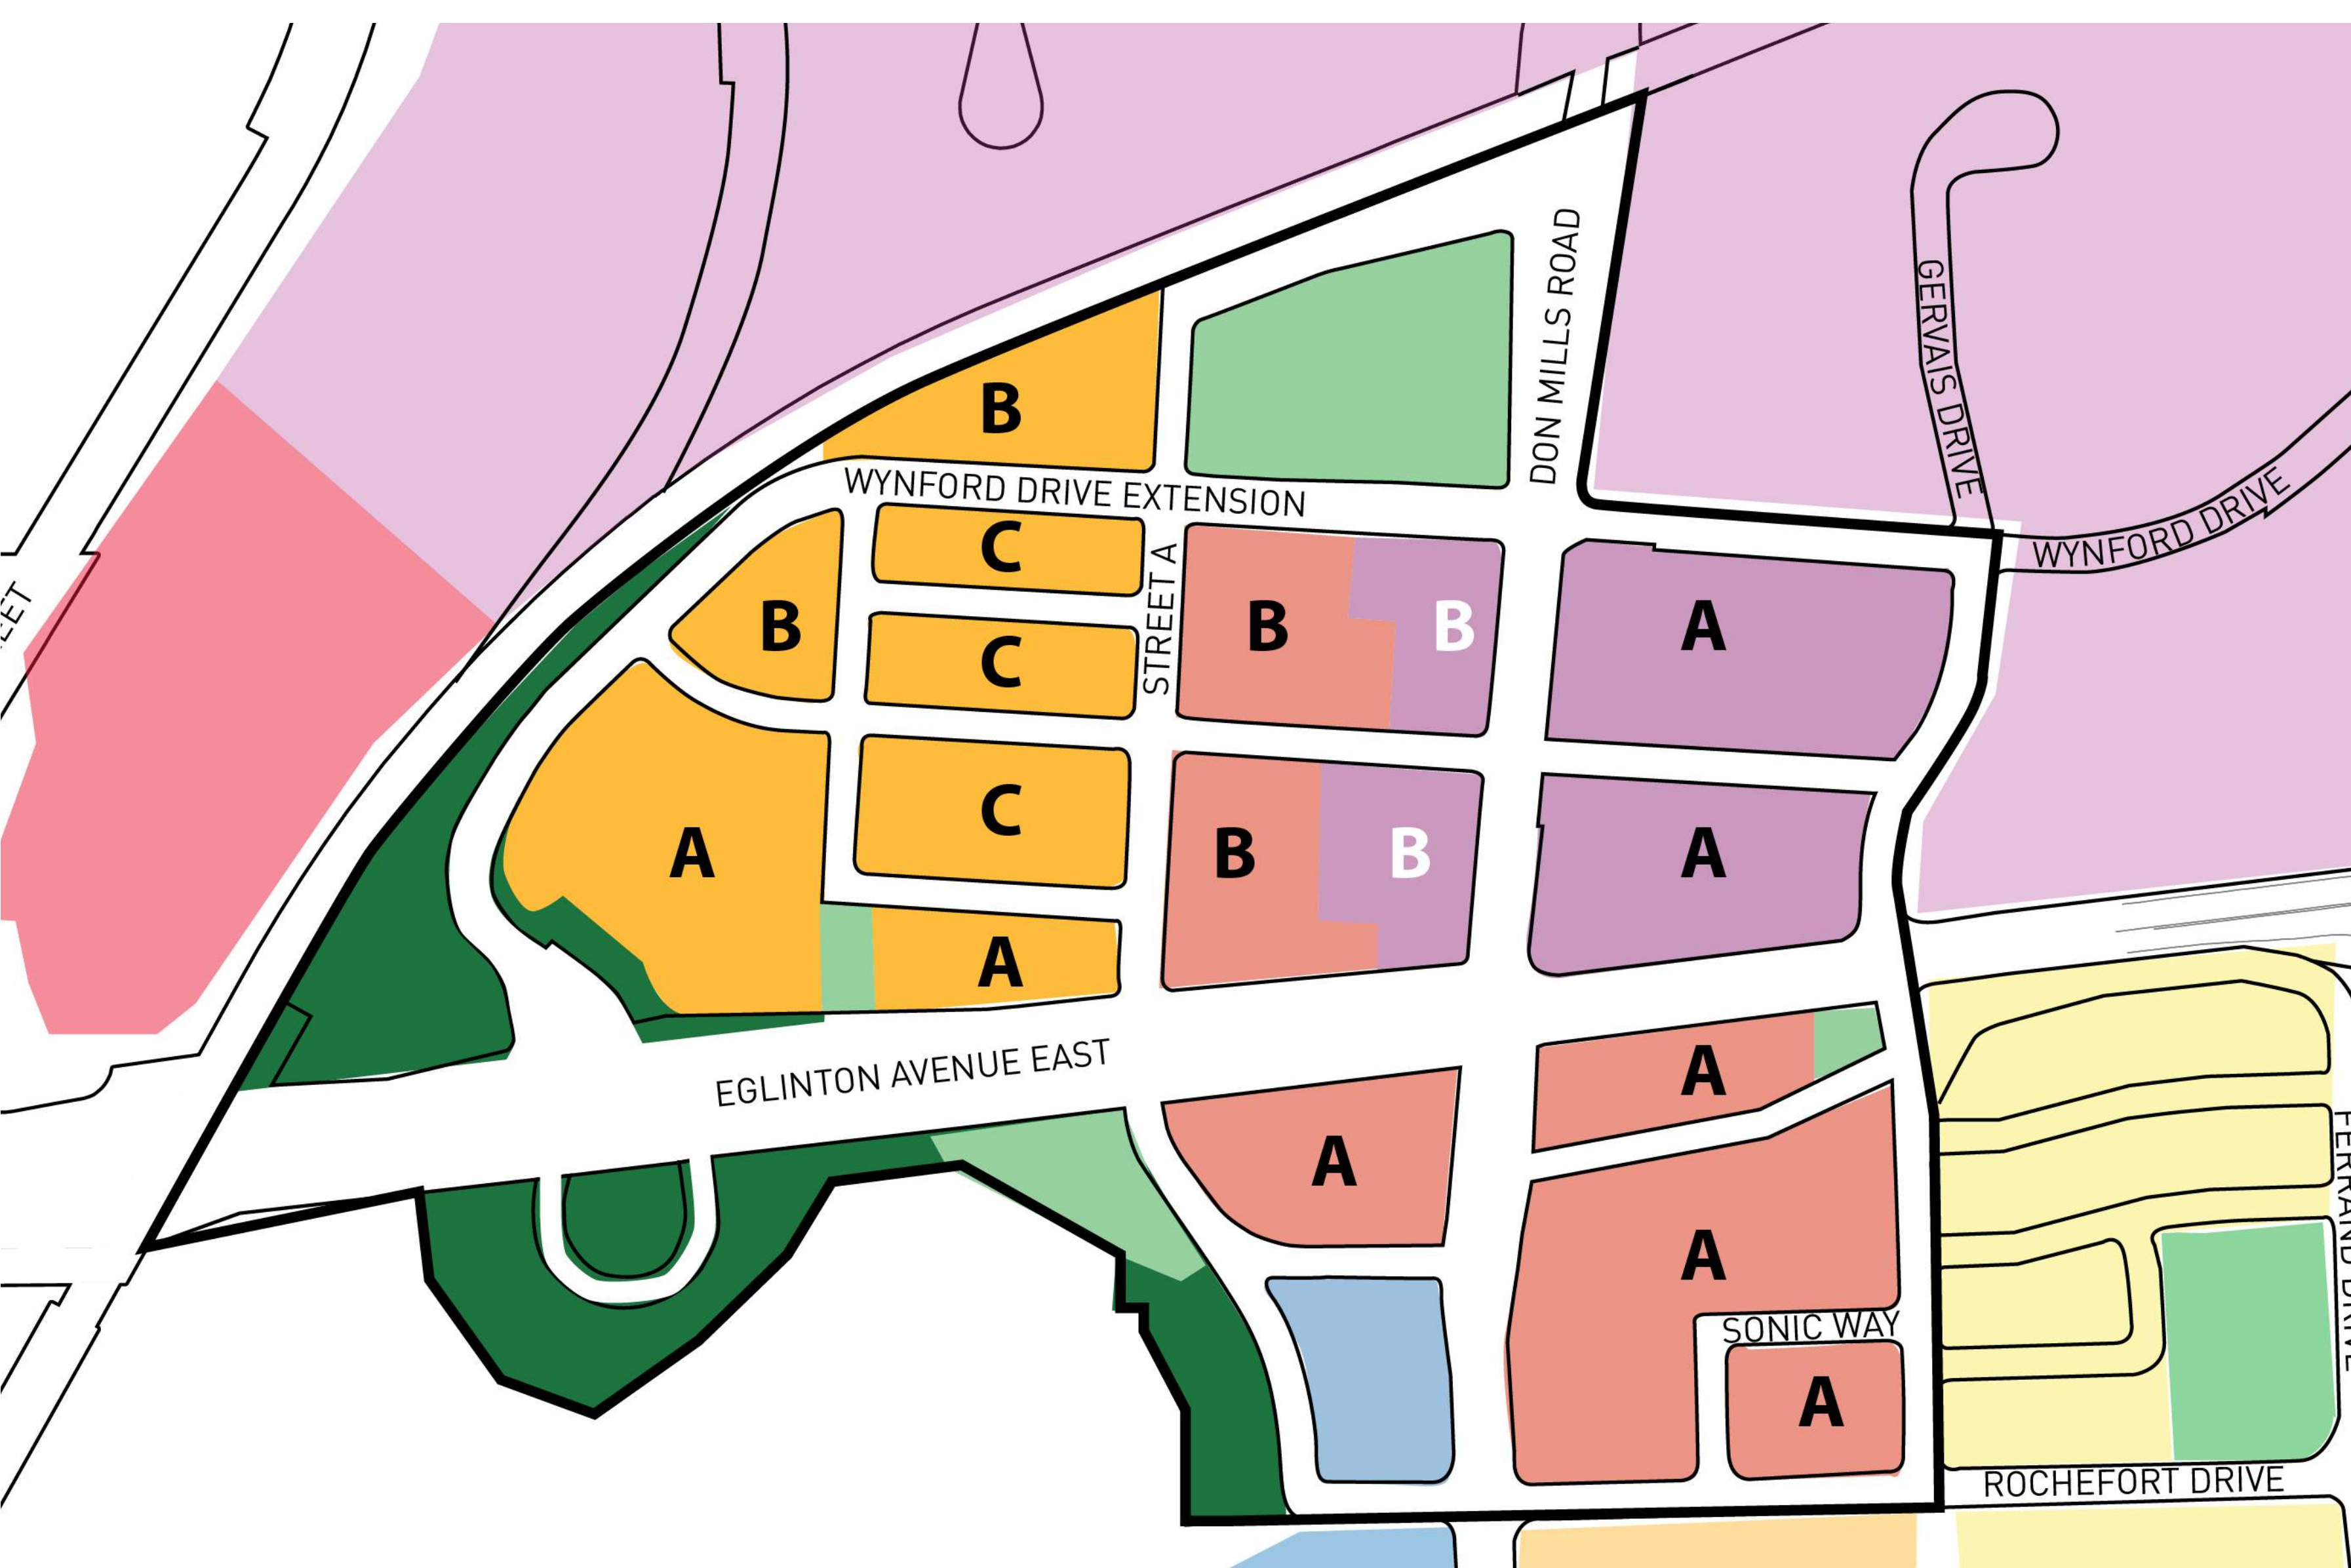 DON MILLS ROAD
GERVAIS DRIVE
B
WYNFORD DRIVE EXTENSION
WYNFORD DRIVE
C
STREET A
B
C
B
B
A
C
A
B
B
A
A
EGLINTON AVENUE EAST
A
A
A
SONIC WAY
A
ROCHEFORT DRIVE